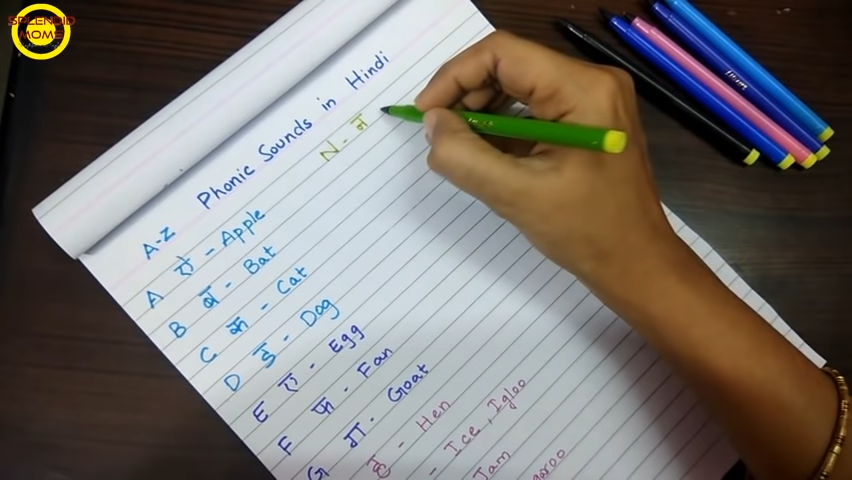 SPLENDID
MOMS
A-Z Phonic Sounds in Hindi
A ऐ - Apple
B ब - Bat
C क - Cat
D ड - Dog
E ए - Egg
F फ - Fan
G ग - Goat
ह - Hen
- Ice, Igloo
Jam
N - न